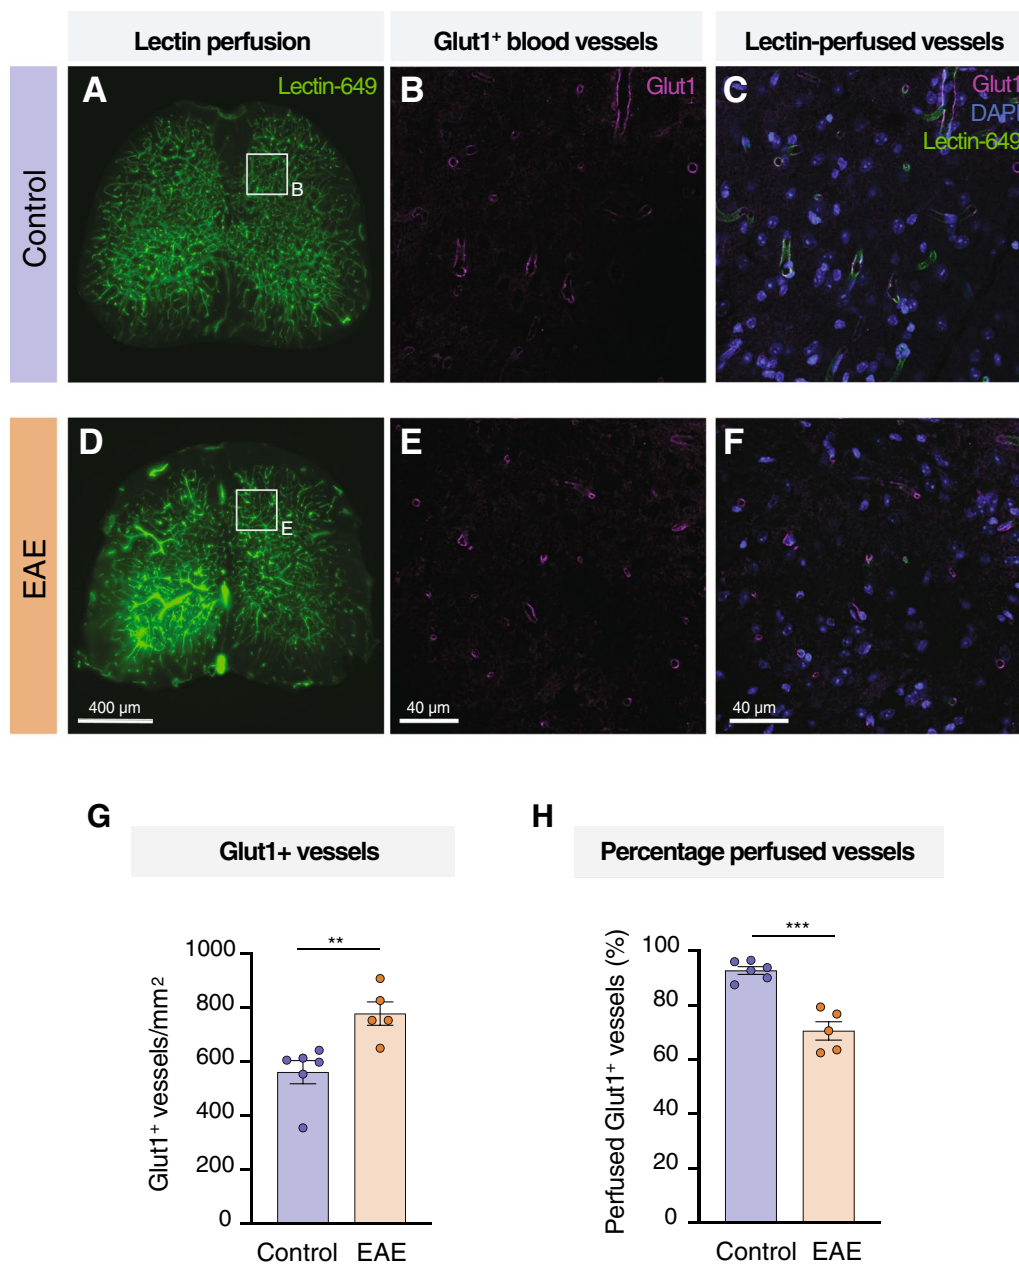 Lectin perfusion
Glut1+ blood vessels
Lectin-perfused vessels
Control
A
Lectin-649
B
B
Glut1
C
Glut1
DAPI
Lectin-649
EAE
D
E
400 µm
E
40 µm
F
40 µm
G
Glut1+ vessels
Glut1+ vessels/mm2
1000
800
600
400
200
0
**
Control
EAE
H
Percentage perfused vessels
Perfused Glut1+ vessels (%)
100
80
60
40
20
0
***
Control
EAE